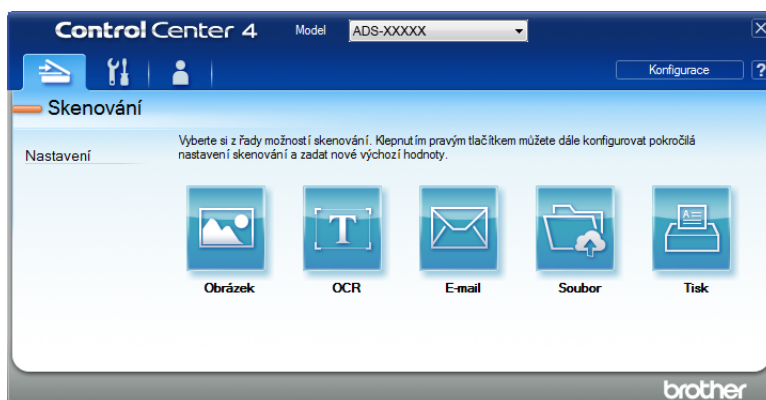 ControlCenter 4 Model ADS-XXXXX
Konfigurace ?
Skenování
Nastavení
Vyberte si z řady možností skenování. Klepnutím pravým tlačítkem můžete dále konfigurovat pokročilá
nastavení skenování a zadat nové výchozí hodnoty.
T
Obrázek OCR E-mail Soubor Tisk
brother